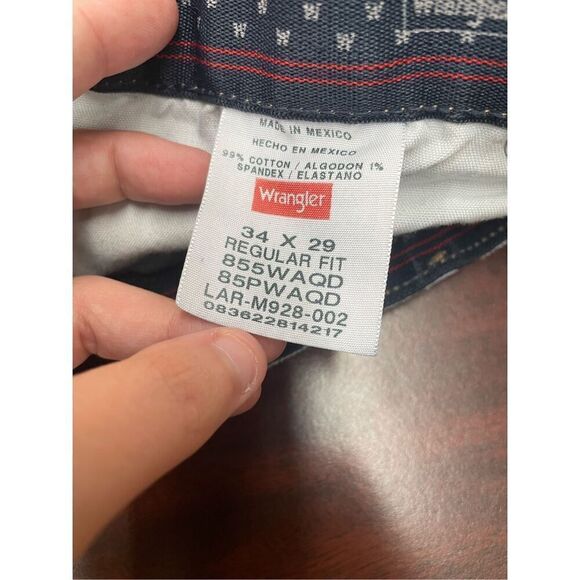 Wrangler
MADE IN MEXICO
HECHO EN MEXICO
99% COTTON / ALGODON 1%
SPANDEX / ELASTANO
Wrangler
34 X 29
REGULAR FIT
855WAQD
85PWAQD
LAR-M928-002
083622814217